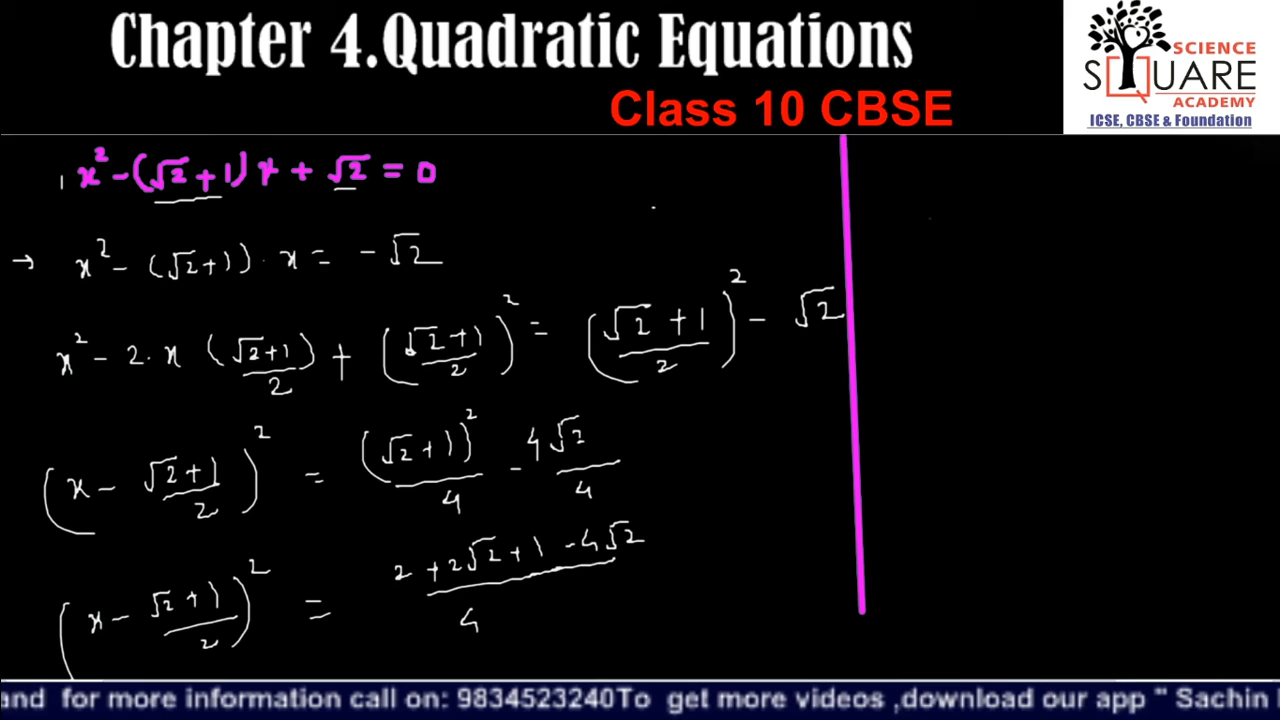 Chapter 4.Quadratic Equations
Class 10 CBSE
SCIENCE
SQUARE
ACADEMY
ICSE, CBSE & Foundation
x² - (√2 + 1) x + √2 = 0
→ x² - (√2+1) · x = - √2
x² - 2 · x (√2+1)/2 + ((√2+1)/2)² = ((√2+1)/2)² - √2
(x - (√2+1)/2)² = (√2+1)²/4 - 4√2/4
(x - (√2+1)/2)² = (2 + 2√2 + 1 - 4√2)/4
and for more information call on: 9834523240To get more videos ,download our app " Sachin